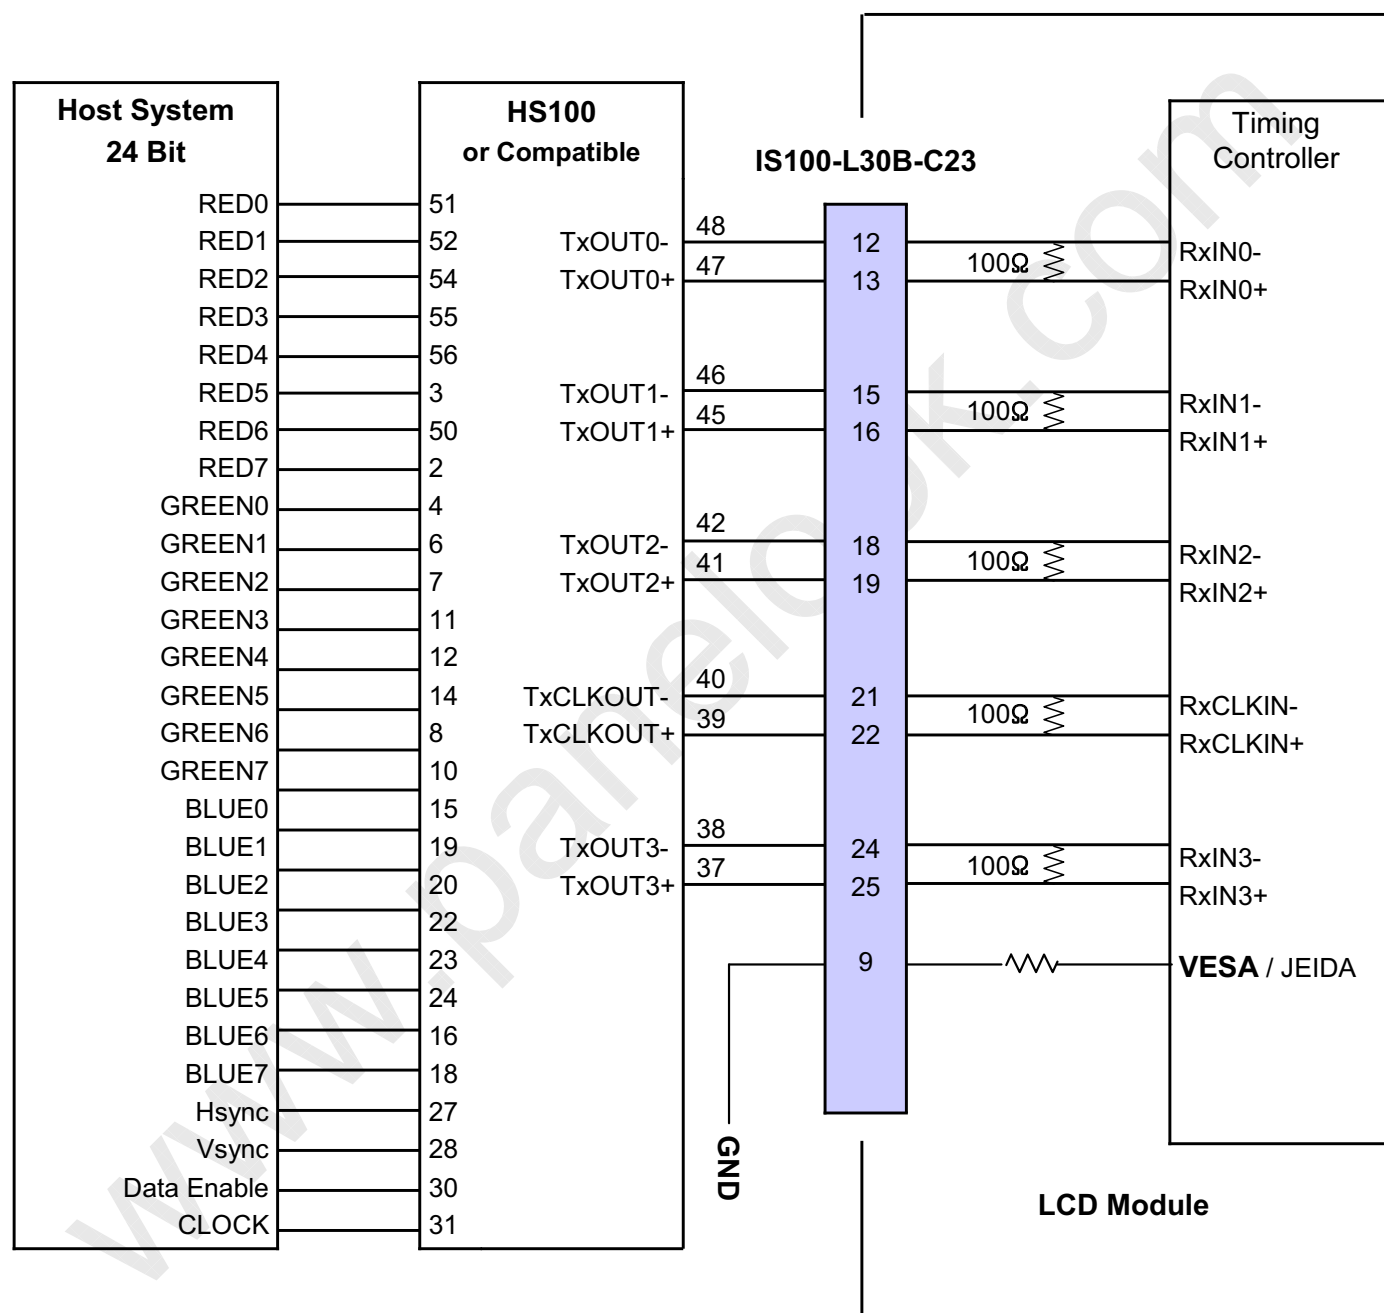 Host System
24 Bit
HS100
or Compatible
IS100-L30B-C23
Timing
Controller
RED0 51
RED1 52
RED2 54
RED3 55
RED4 56
RED5 3
RED6 50
RED7 2
GREEN0 4
GREEN1 6
GREEN2 7
GREEN3 11
GREEN4 12
GREEN5 14
GREEN6 8
GREEN7 10
BLUE0 15
BLUE1 19
BLUE2 20
BLUE3 22
BLUE4 23
BLUE5 24
BLUE6 16
BLUE7 18
Hsync 27
Vsync 28
Data Enable 30
CLOCK 31
TxOUT0- 48 12 RxIN0-
100Ω
TxOUT0+ 47 13 RxIN0+
TxOUT1- 46 15 RxIN1-
100Ω
TxOUT1+ 45 16 RxIN1+
TxOUT2- 42 18 RxIN2-
100Ω
TxOUT2+ 41 19 RxIN2+
TxCLKOUT- 40 21 RxCLKIN-
100Ω
TxCLKOUT+ 39 22 RxCLKIN+
TxOUT3- 38 24 RxIN3-
100Ω
TxOUT3+ 37 25 RxIN3+
9 VESA / JEIDA
GND
LCD Module
www.panelook.com